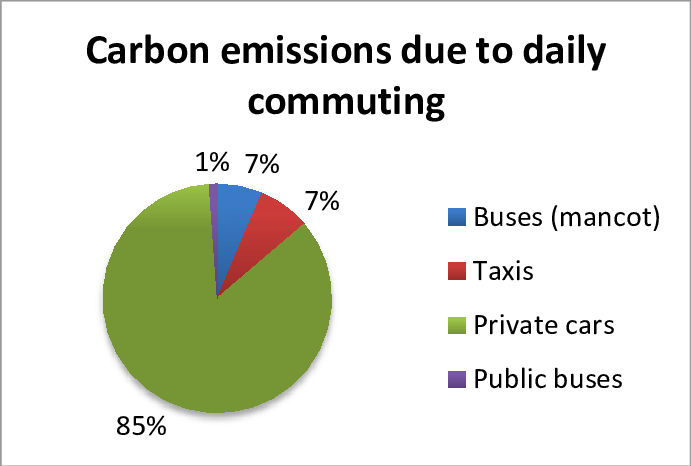 Carbon emissions due to daily
commuting
1%
7%
7%
85%
Buses (mancot)
Taxis
Private cars
Public buses